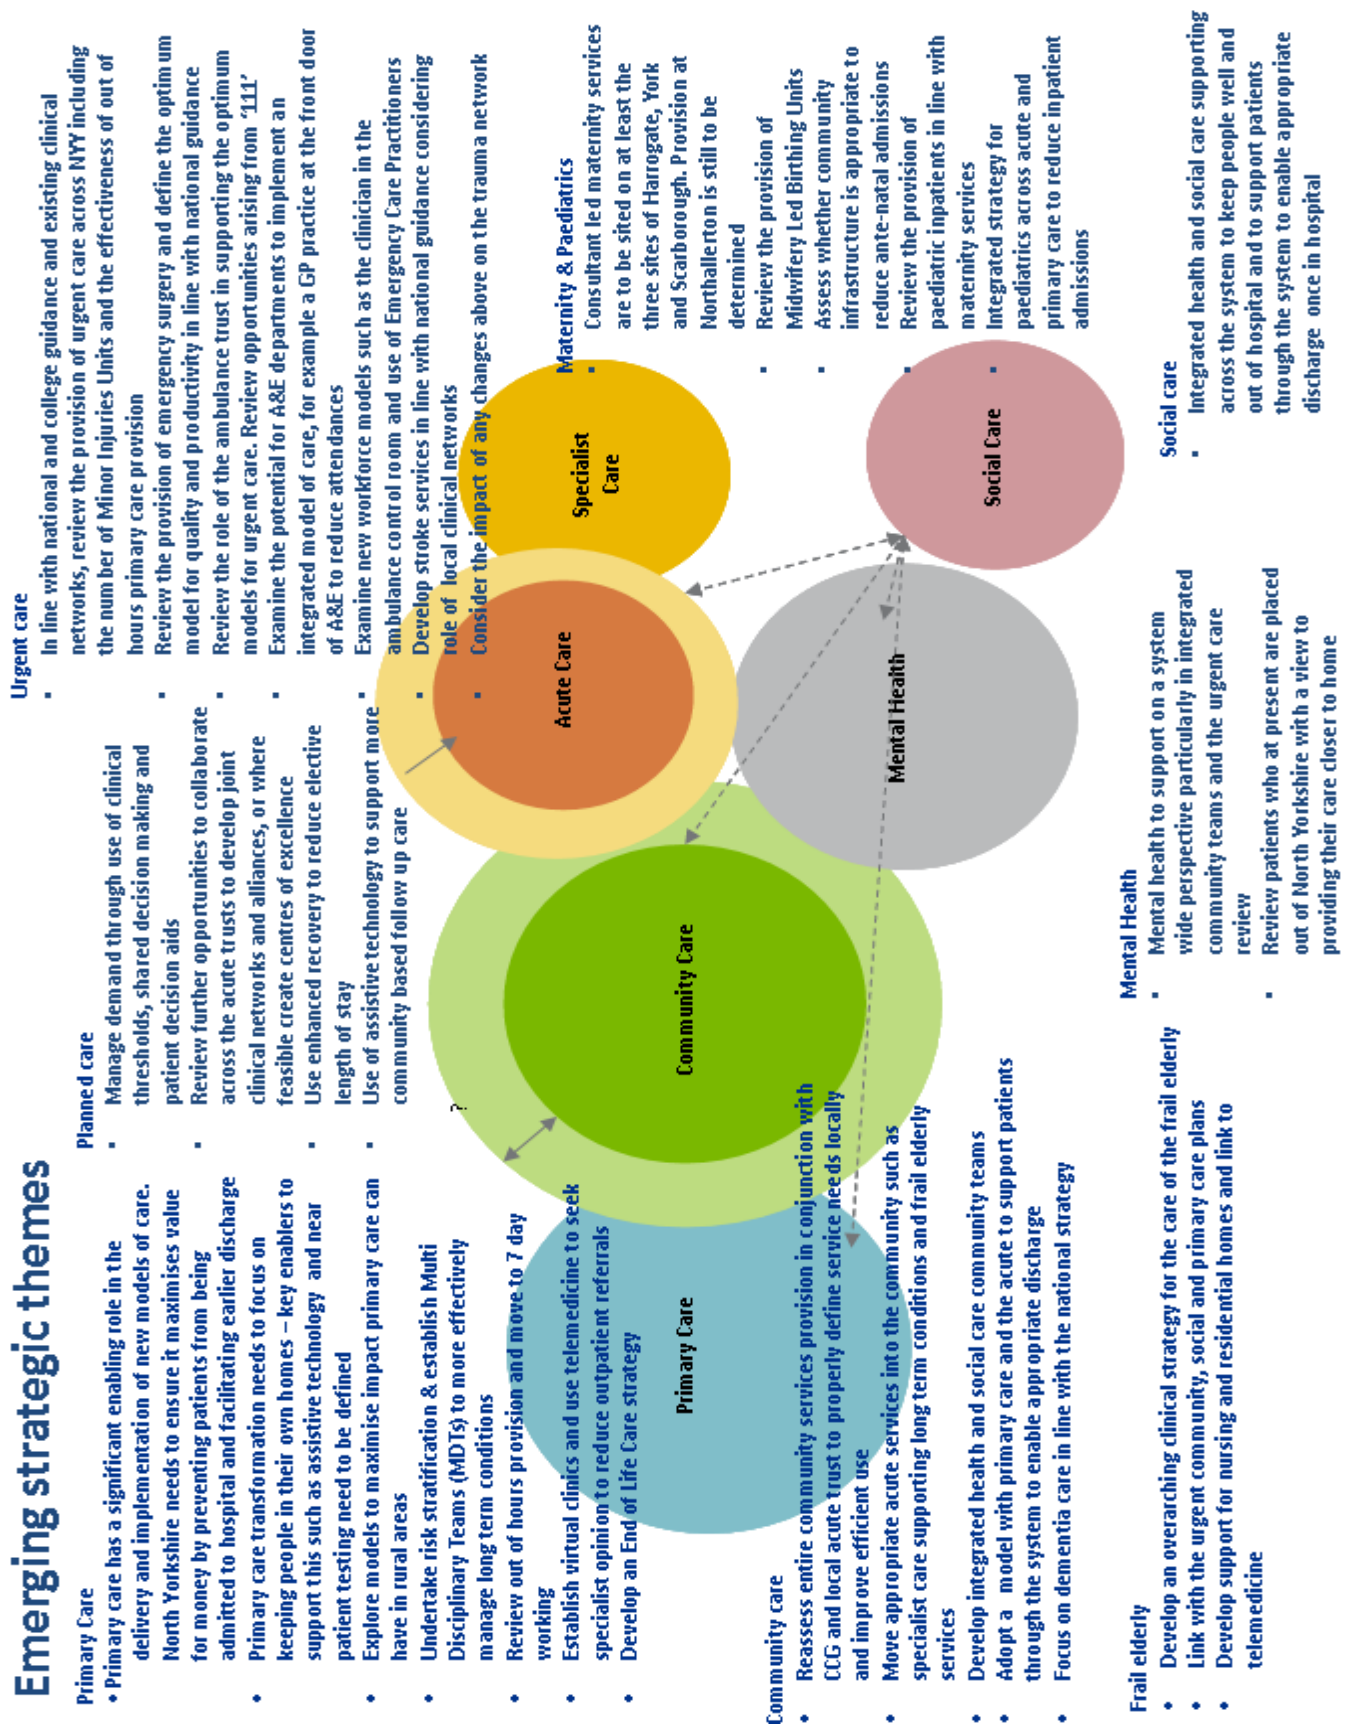 Emerging strategic themes
Primary Care
• Primary care has a significant enabling role in the
delivery and implementation of new models of care.
North Yorkshire needs to ensure it maximises value
for money by preventing patients from being
admitted to hospital and facilitating earlier discharge
• Primary care transformation needs to focus on
keeping people in their own homes – key enablers to
support this such as assistive technology and near
patient testing need to be defined
• Explore models to maximise impact primary care can
have in rural areas
• Undertake risk stratification & establish Multi
Disciplinary Teams (MDTs) to more effectively
manage long term conditions
• Review out of hours provision and move to 7 day
working
• Establish virtual clinics and use telemedicine to seek
specialist opinion to reduce outpatient referrals
• Develop an End of Life Care strategy
Planned care
▪ Manage demand through use of clinical
thresholds, shared decision making and
patient decision aids
▪ Review further opportunities to collaborate
across the acute trusts to develop joint
clinical networks and alliances, or where
feasible create centres of excellence
▪ Use enhanced recovery to reduce elective
length of stay
▪ Use of assistive technology to support more
community based follow up care
Urgent care
▪ In line with national and college guidance and existing clinical
networks, review the provision of urgent care across NYY including
the number of Minor Injuries Units and the effectiveness of out of
hours primary care provision
▪ Review the provision of emergency surgery and define the optimum
model for quality and productivity in line with national guidance
▪ Review the role of the ambulance trust in supporting the optimum
models for urgent care. Review opportunities arising from ‘111’
▪ Examine the potential for A&E departments to implement an
integrated model of care, for example a GP practice at the front door
of A&E to reduce attendances
▪ Examine new workforce models such as the clinician in the
ambulance control room and use of Emergency Care Practitioners
▪ Develop stroke services in line with national guidance considering
role of local clinical networks
▪ Consider the impact of any changes above on the trauma network
?
Primary Care
Community Care
Acute Care
Specialist
Care
Mental Health
Social Care
Maternity & Paediatrics
▪ Consultant led maternity services
are to be sited on at least the
three sites of Harrogate, York
and Scarborough. Provision at
Northallerton is still to be
determined
▪ Review the provision of
Midwifery Led Birthing Units
▪ Assess whether community
infrastructure is appropriate to
reduce ante-natal admissions
▪ Review the provision of
paediatric inpatients in line with
maternity services
▪ Integrated strategy for
paediatrics across acute and
primary care to reduce inpatient
admissions
Community care
• Reassess entire community services provision in conjunction with
CCG and local acute trust to properly define service needs locally
and improve efficient use
• Move appropriate acute services into the community such as
specialist care supporting long term conditions and frail elderly
services
• Develop integrated health and social care community teams
• Adopt a model with primary care and the acute to support patients
through the system to enable appropriate discharge
• Focus on dementia care in line with the national strategy
Frail elderly
• Develop an overarching clinical strategy for the care of the frail elderly
• Link with the urgent community, social and primary care plans
• Develop support for nursing and residential homes and link to
telemedicine
Mental Health
▪ Mental health to support on a system
wide perspective particularly in integrated
community teams and the urgent care
review
▪ Review patients who at present are placed
out of North Yorkshire with a view to
providing their care closer to home
Social care
▪ Integrated health and social care supporting
across the system to keep people well and
out of hospital and to support patients
through the system to enable appropriate
discharge once in hospital